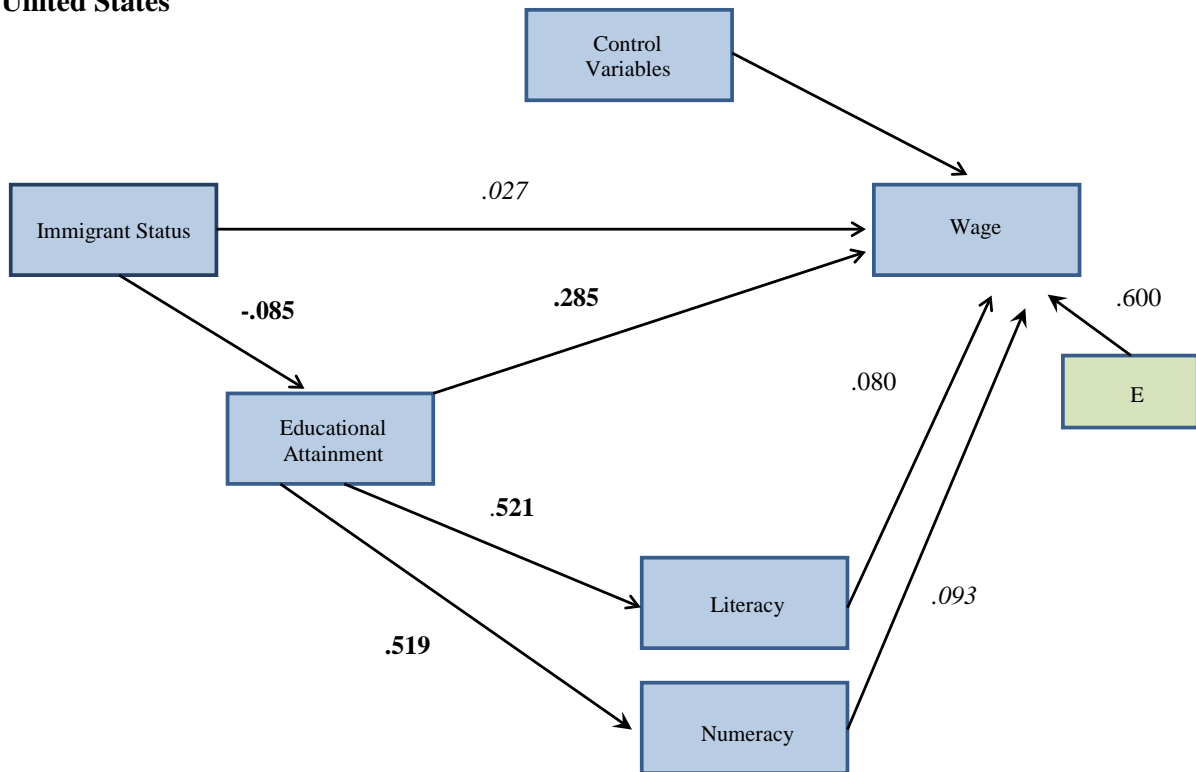 United States
Control
Variables
.027
Immigrant Status
Wage
-.085
.285
.600
.080
E
Educational
Attainment
.521
Literacy
.093
.519
Numeracy